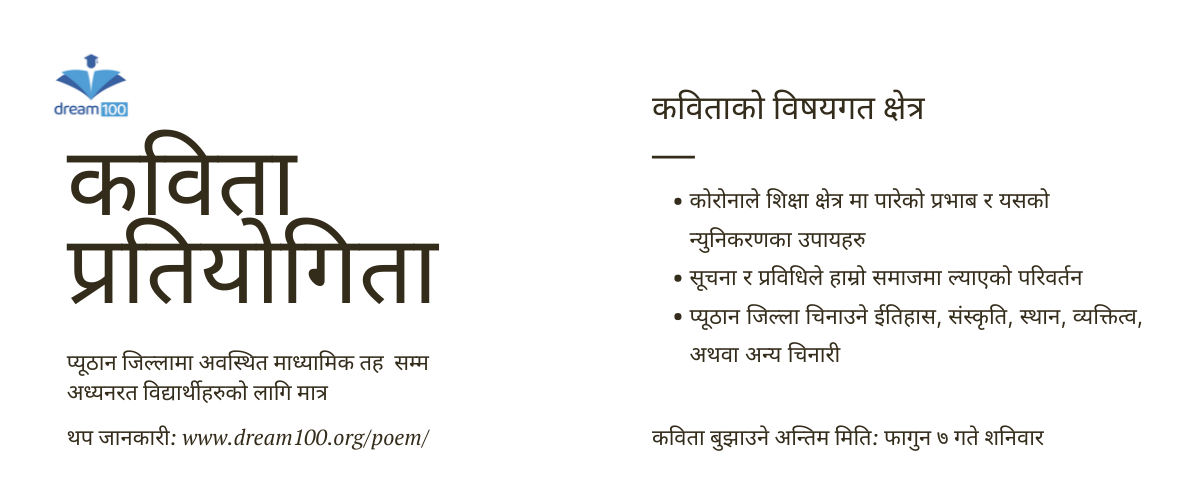 dream100
कविता
प्रतियोगिता
प्यूठान जिल्लामा अवस्थित माध्यामिक तह सम्म
अध्यनरत विद्यार्थीहरुको लागि मात्र
थप जानकारी: www.dream100.org/poem/
कविताको विषयगत क्षेत्र
• कोरोनाले शिक्षा क्षेत्र मा पारेको प्रभाब र यसको
न्युनिकरणका उपायहरु
• सूचना र प्रविधिले हाम्रो समाजमा ल्याएको परिवर्तन
• प्यूठान जिल्ला चिनाउने ईतिहास, संस्कृति, स्थान, व्यक्तित्व,
अथवा अन्य चिनारी
कविता बुझाउने अन्तिम मिति: फागुन ७ गते शनिवार